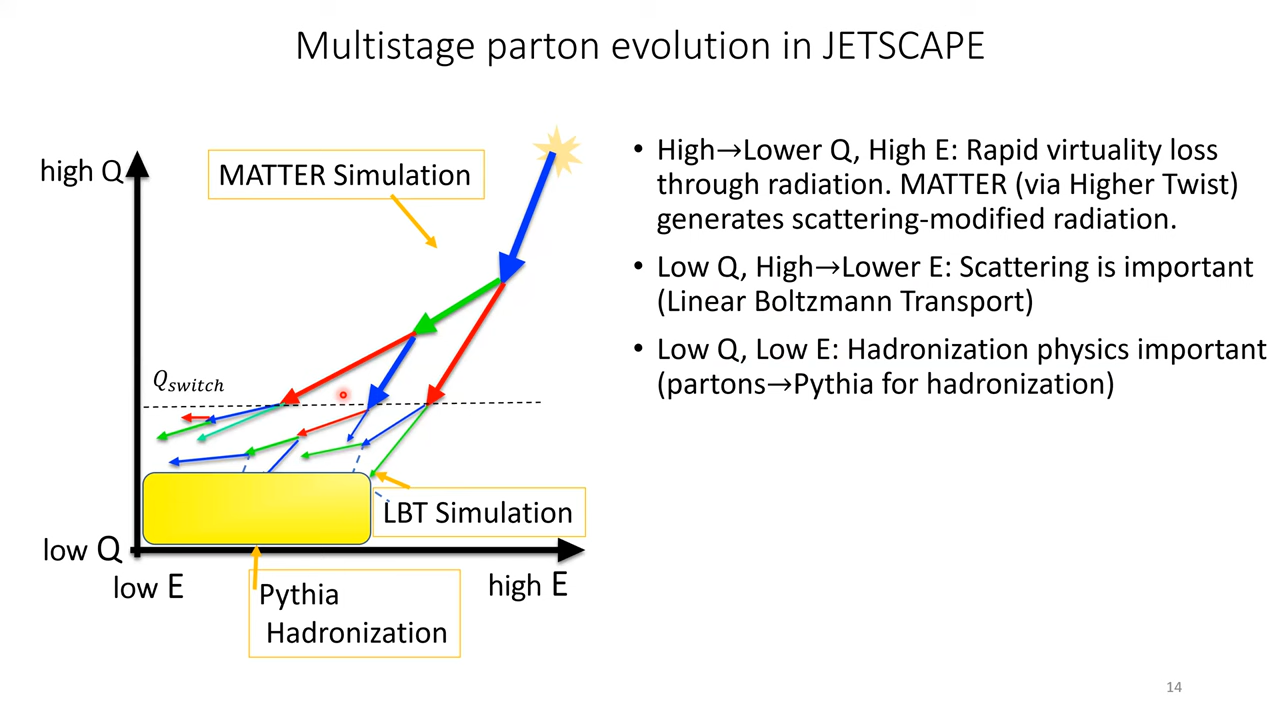 Multistage parton evolution in JETSCAPE
high Q
MATTER Simulation
Q_switch
LBT Simulation
low Q
low E
high E
Pythia
Hadronization
• High→Lower Q, High E: Rapid virtuality loss
through radiation. MATTER (via Higher Twist)
generates scattering-modified radiation.
• Low Q, High→Lower E: Scattering is important
(Linear Boltzmann Transport)
• Low Q, Low E: Hadronization physics important
(partons→Pythia for hadronization)
14